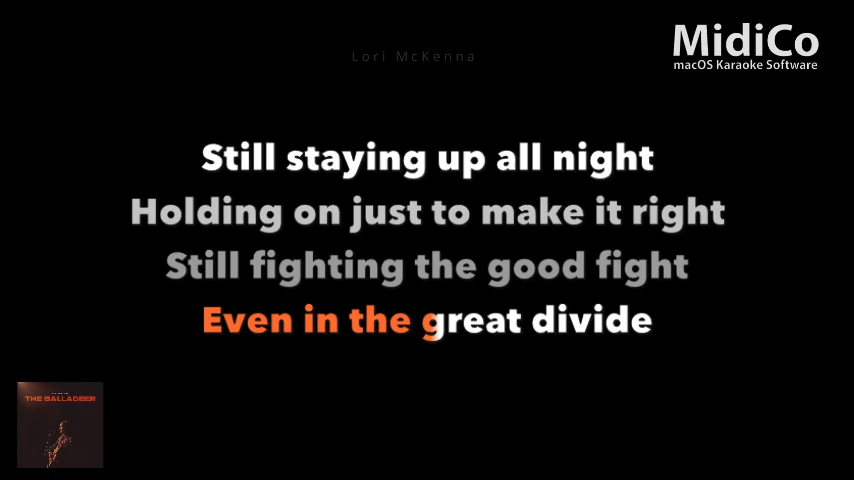 MidiCo
macOS Karaoke Software
Lori McKenna
Still staying up all night
Holding on just to make it right
Still fighting the good fight
Even in the great divide
THE BALLADEER